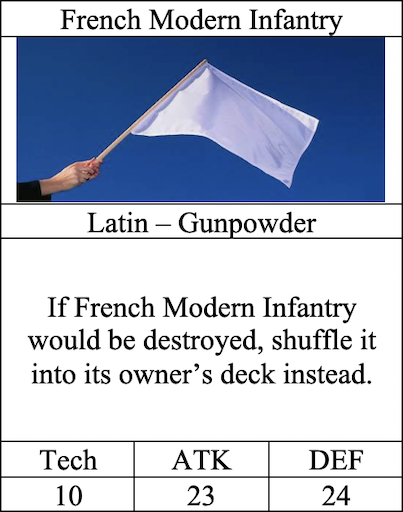 French Modern Infantry
Latin – Gunpowder
If French Modern Infantry
would be destroyed, shuffle it
into its owner’s deck instead.
Tech ATK DEF
10 23 24